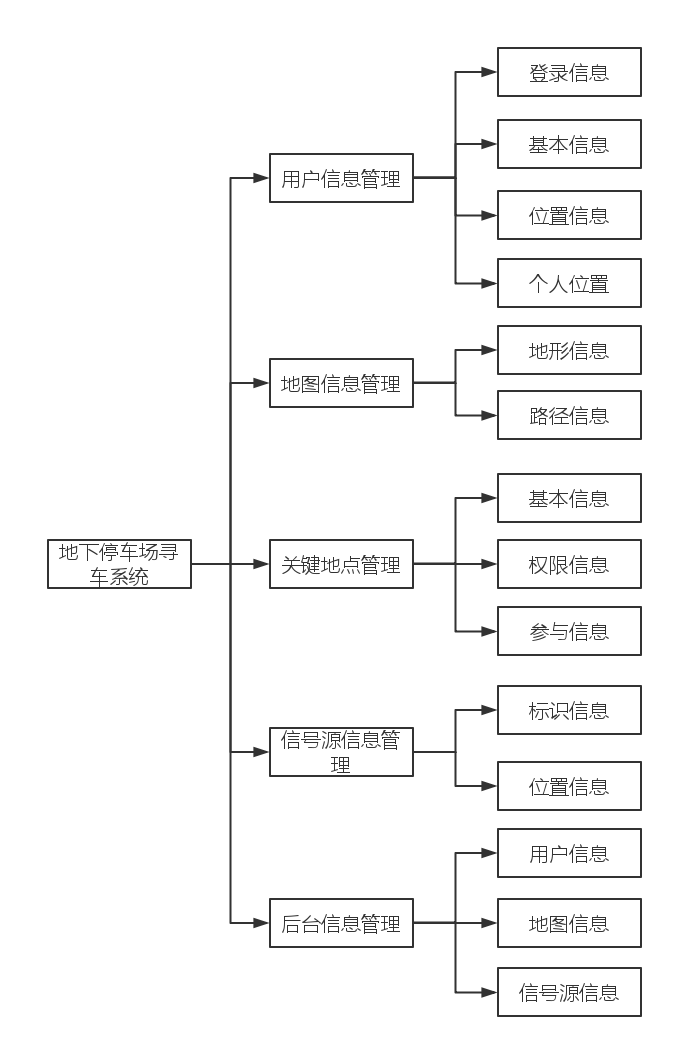 登录信息
基本信息
用户信息管理
位置信息
个人位置
地形信息
地图信息管理
路径信息
基本信息
地下停车场寻
车系统
关键地点管理
权限信息
参与信息
标识信息
信号源信息管
理
位置信息
用户信息
后台信息管理
地图信息
信号源信息